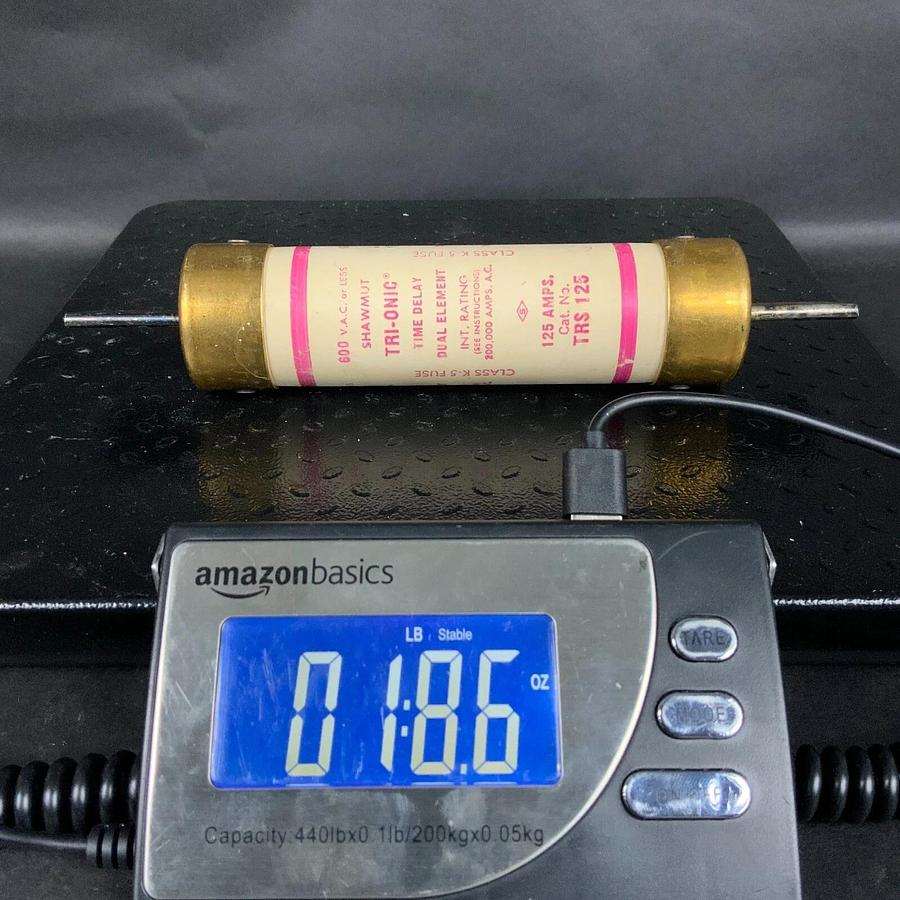 CLASS K-5 FUSE
600 V.A.C. or LESS
SHAWMUT
TRI-ONIC®
TIME DELAY
DUAL ELEMENT
INT. RATING
(SEE INSTRUCTIONS)
200,000 AMPS. A.C.
S
125 AMPS.
Cat. No.
TRS 125
CLASS K-5 FUSE
amazonbasics
LB Stable
01:8.6 OZ
TARE
MODE
Capacity 440lbx0.1lb/200kgx0.05kg